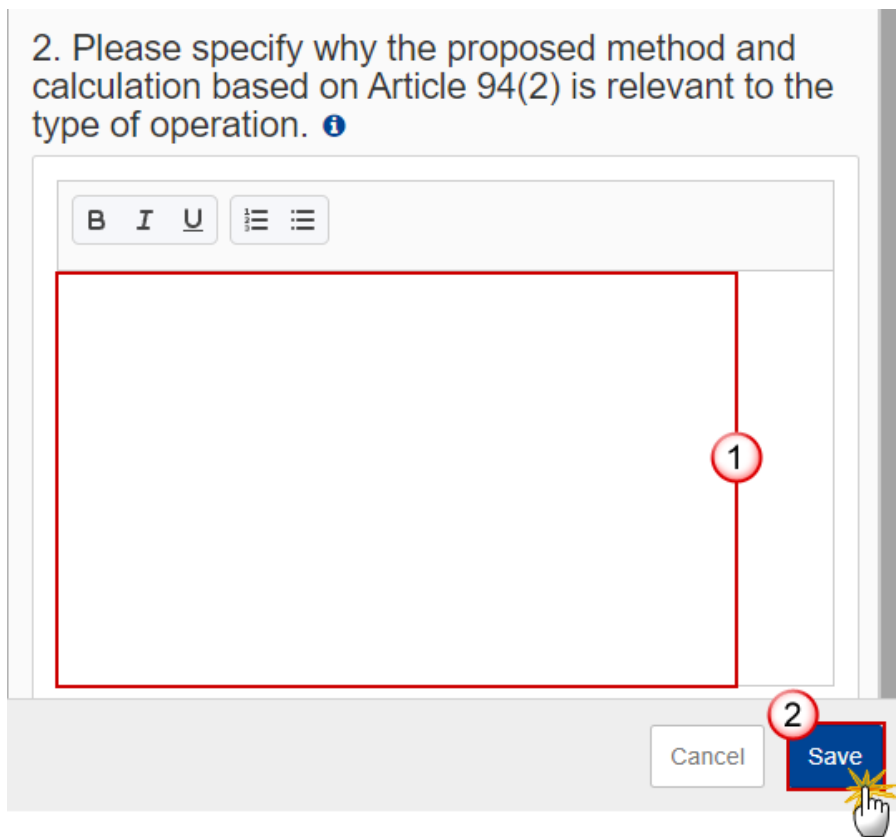 2. Please specify why the proposed method and
calculation based on Article 94(2) is relevant to the
type of operation.
B I U
1
2
Cancel
Save